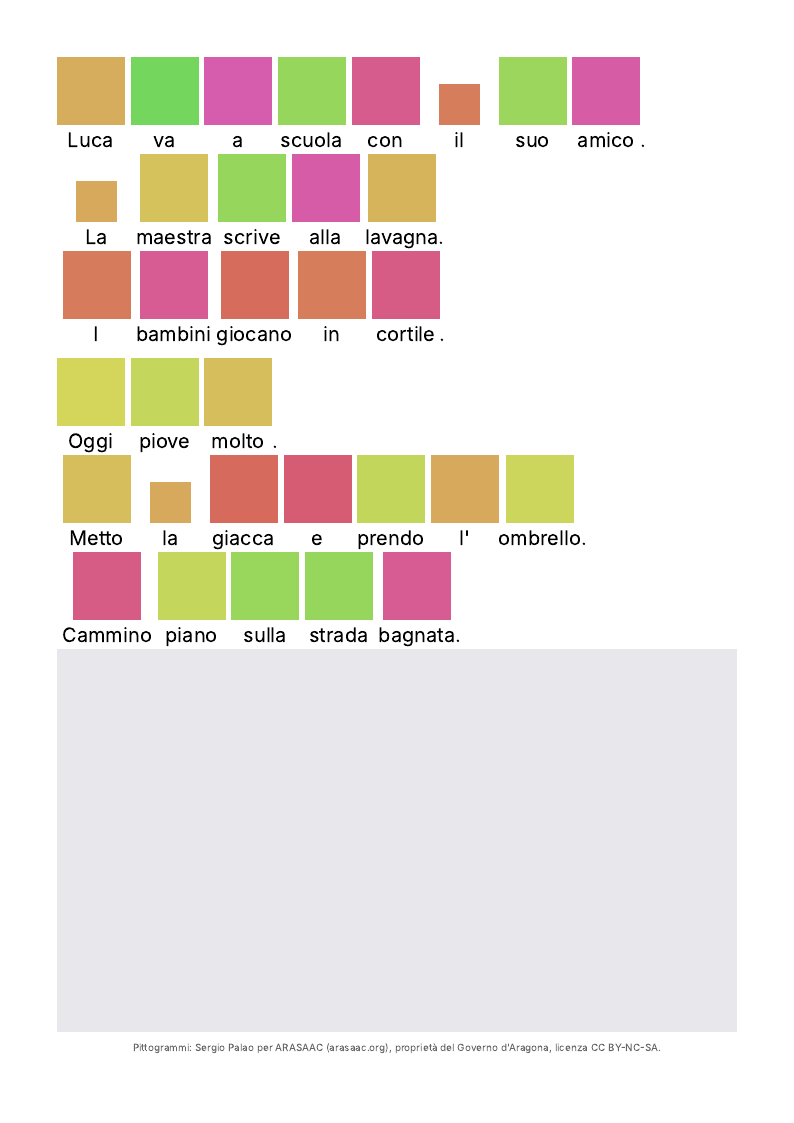 Luca va a scuola con il suo amico .
La maestra scrive alla lavagna.
I bambini giocano in cortile .
Oggi piove molto .
Metto la giacca e prendo l' ombrello.
Cammino piano sulla strada bagnata.
Pittogrammi: Sergio Palao per ARASAAC (arasaac.org), proprietà del Governo d'Aragona, licenza CC BY-NC-SA.